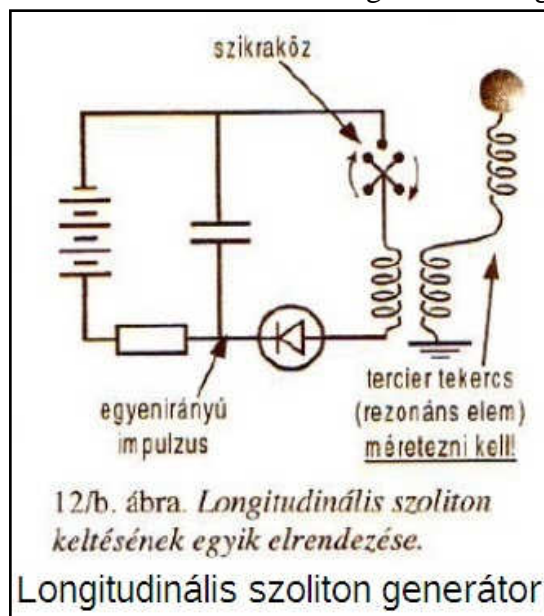 szikraköz
egyenirányú
impulzus
tercier tekercs
(rezonáns elem)
méretezni kell!
12/b. ábra. Longitudinális szoliton
keltésének egyik elrendezése.
Longitudinális szoliton generátor